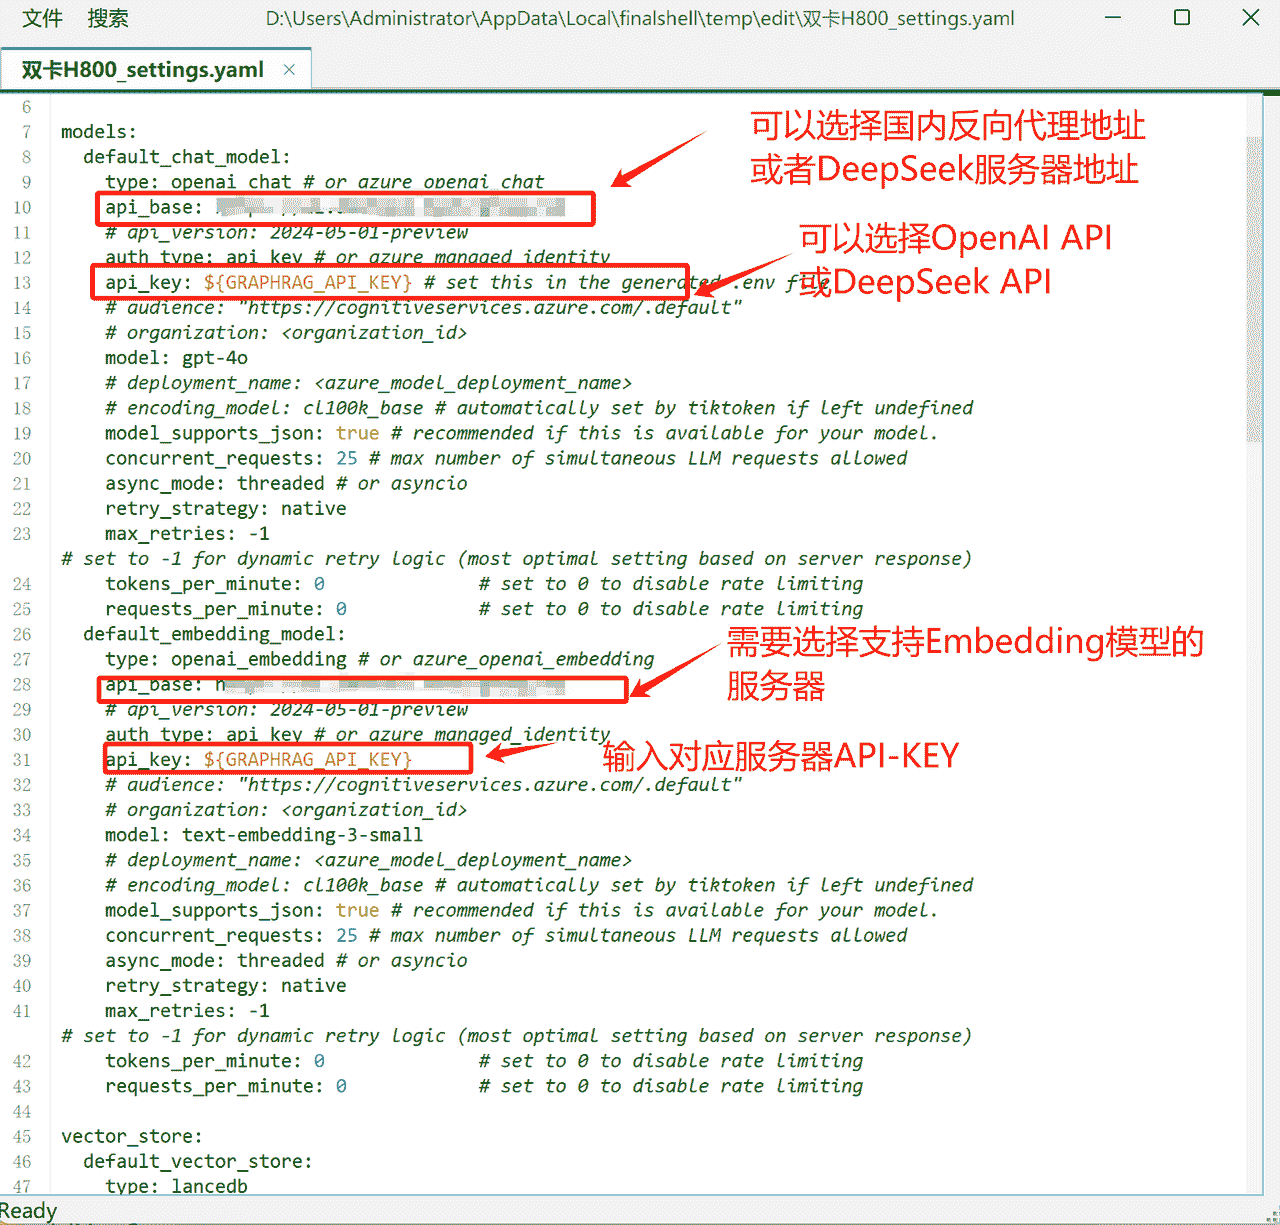 文件 搜索 D:\Users\Administrator\AppData\Local\finalshell\temp\edit\双卡H800_settings.yaml
双卡H800_settings.yaml
6
7 models:
8 default_chat_model:
9 type: openai_chat # or azure_openai_chat
10 api_base:
11 # api_version: 2024-05-01-preview
12 auth_type: api_key # or azure_managed_identity
13 api_key: ${GRAPHRAG_API_KEY} # set this in the generated .env file
14 # audience: "https://cognitiveservices.azure.com/.default"
15 # organization: <organization_id>
16 model: gpt-4o
17 # deployment_name: <azure_model_deployment_name>
18 # encoding_model: cl100k_base # automatically set by tiktoken if left undefined
19 model_supports_json: true # recommended if this is available for your model.
20 concurrent_requests: 25 # max number of simultaneous LLM requests allowed
21 async_mode: threaded # or asyncio
22 retry_strategy: native
23 max_retries: -1
# set to -1 for dynamic retry logic (most optimal setting based on server response)
24 tokens_per_minute: 0 # set to 0 to disable rate limiting
25 requests_per_minute: 0 # set to 0 to disable rate limiting
26 default_embedding_model:
27 type: openai_embedding # or azure_openai_embedding
28 api_base: h
29 # api_version: 2024-05-01-preview
30 auth_type: api_key # or azure_managed_identity
31 api_key: ${GRAPHRAG_API_KEY}
32 # audience: "https://cognitiveservices.azure.com/.default"
33 # organization: <organization_id>
34 model: text-embedding-3-small
35 # deployment_name: <azure_model_deployment_name>
36 # encoding_model: cl100k_base # automatically set by tiktoken if left undefined
37 model_supports_json: true # recommended if this is available for your model.
38 concurrent_requests: 25 # max number of simultaneous LLM requests allowed
39 async_mode: threaded # or asyncio
40 retry_strategy: native
41 max_retries: -1
# set to -1 for dynamic retry logic (most optimal setting based on server response)
42 tokens_per_minute: 0 # set to 0 to disable rate limiting
43 requests_per_minute: 0 # set to 0 to disable rate limiting
44
45 vector_store:
46 default_vector_store:
47 type: lancedb
Ready
可以选择国内反向代理地址
或者DeepSeek服务器地址
可以选择OpenAI API
或DeepSeek API
需要选择支持Embedding模型的
服务器
输入对应服务器API-KEY